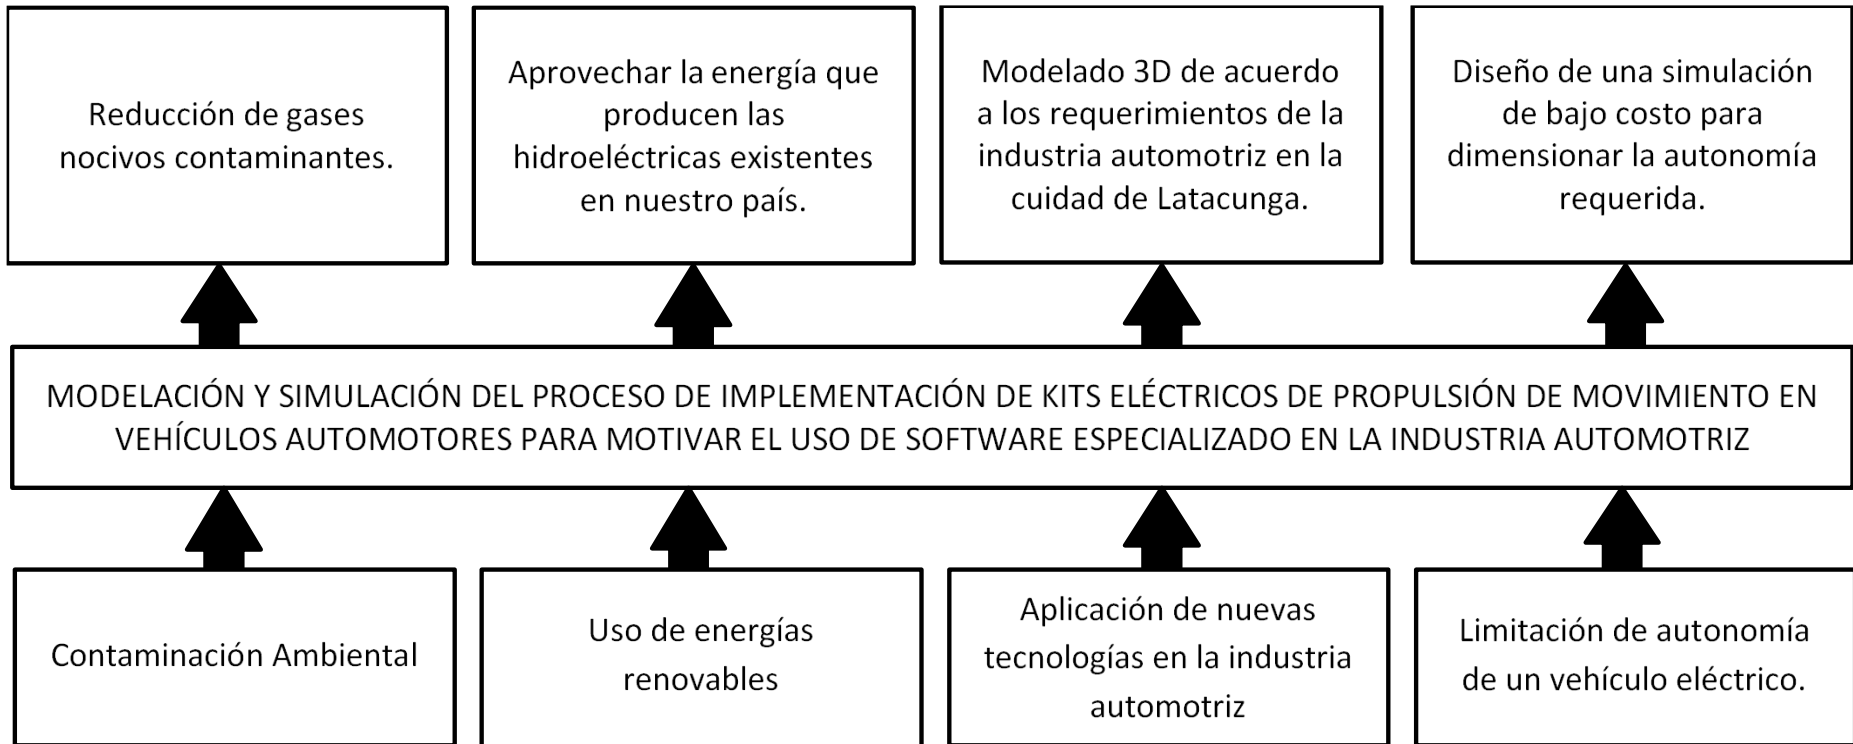 Reducción de gases
nocivos contaminantes.
Aprovechar la energía que
producen las
hidroeléctricas existentes
en nuestro país.
Modelado 3D de acuerdo
a los requerimientos de la
industria automotriz en la
cuidad de Latacunga.
Diseño de una simulación
de bajo costo para
dimensionar la autonomía
requerida.
MODELACIÓN Y SIMULACIÓN DEL PROCESO DE IMPLEMENTACIÓN DE KITS ELÉCTRICOS DE PROPULSIÓN DE MOVIMIENTO EN
VEHÍCULOS AUTOMOTORES PARA MOTIVAR EL USO DE SOFTWARE ESPECIALIZADO EN LA INDUSTRIA AUTOMOTRIZ
Contaminación Ambiental
Uso de energías
renovables
Aplicación de nuevas
tecnologías en la industria
automotriz
Limitación de autonomía
de un vehículo eléctrico.